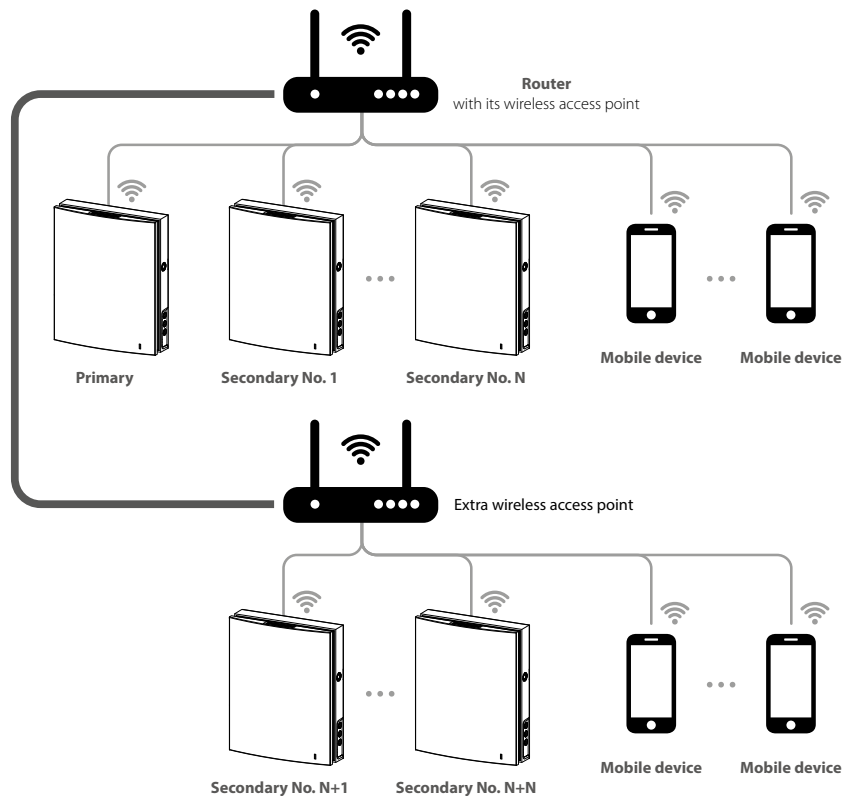 Router
with its wireless access point
Mobile device Mobile device
Primary Secondary No. 1 Secondary No. N
Extra wireless access point
Mobile device Mobile device
Secondary No. N+1 Secondary No. N+N